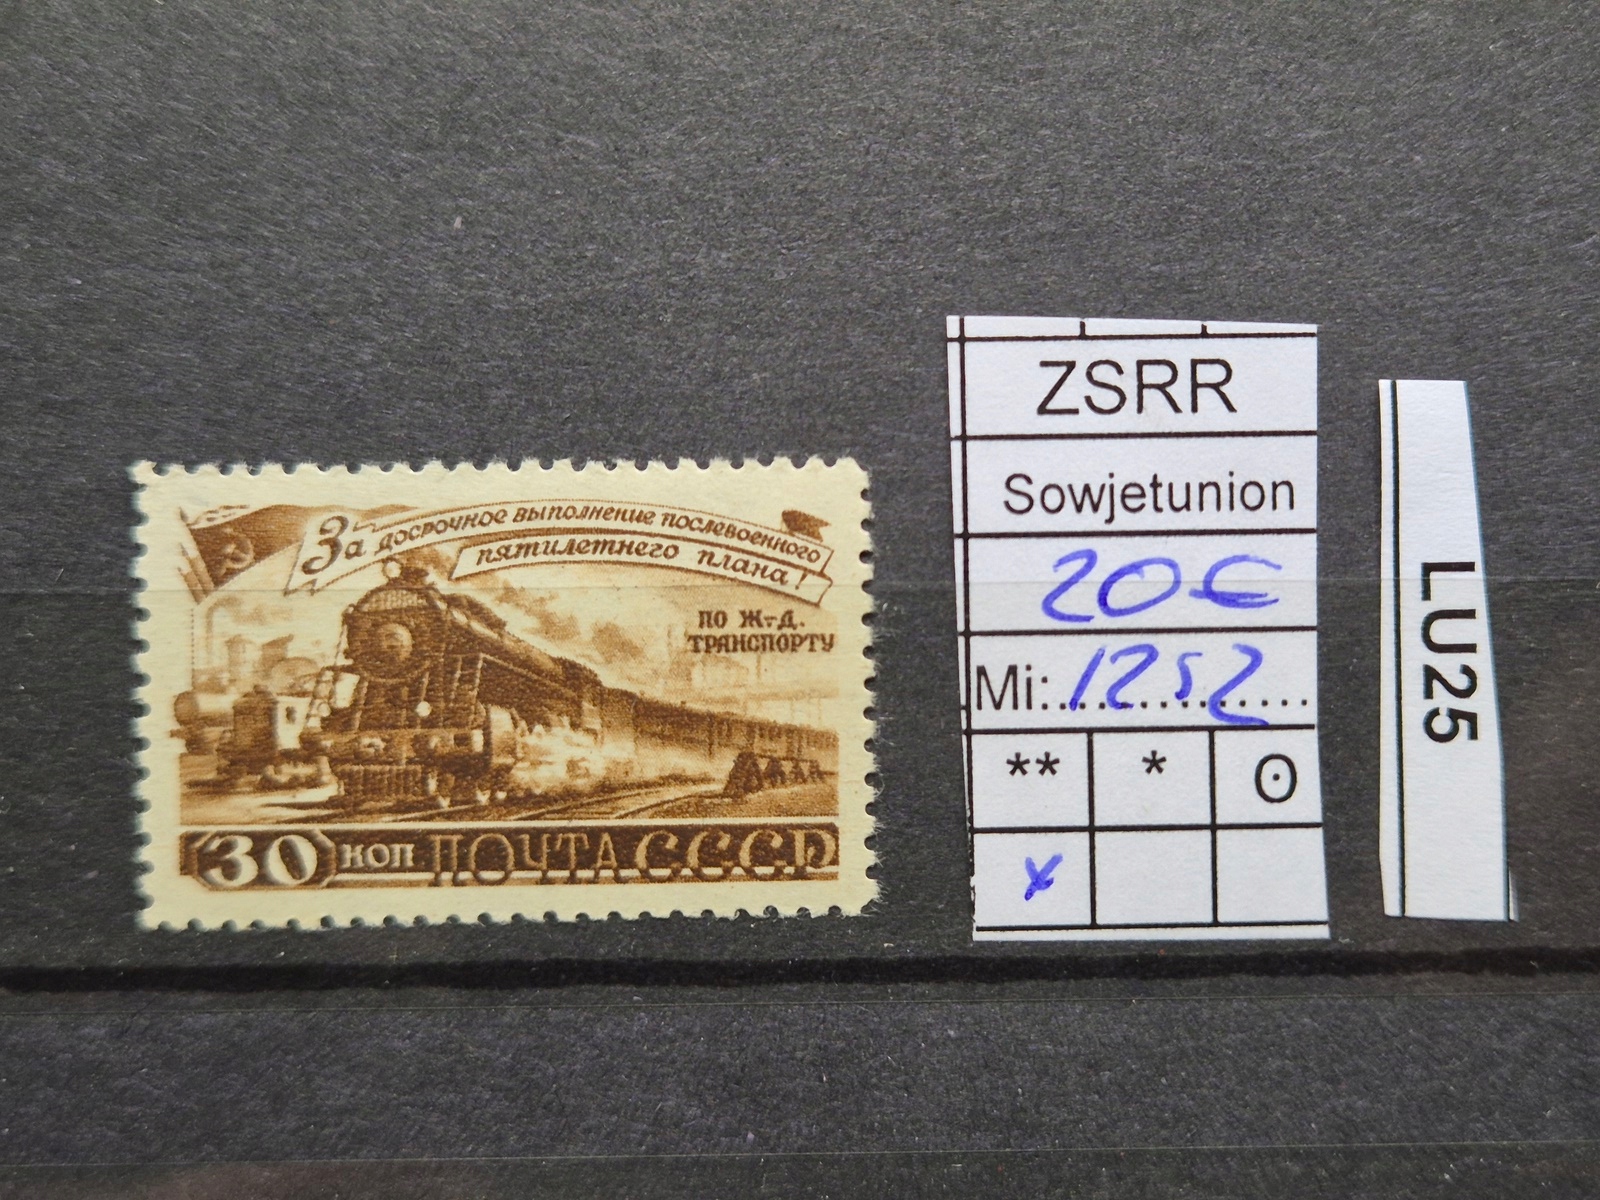 За досрочное выполнение послевоенного
пятилетнего плана!
ПО Ж-Д.
ТРАНСПОРТУ
30 КОП ПОЧТА СССР
ZSRR
Sowjetunion
20€
Mi: 1252
** * ⊙
x
LU25